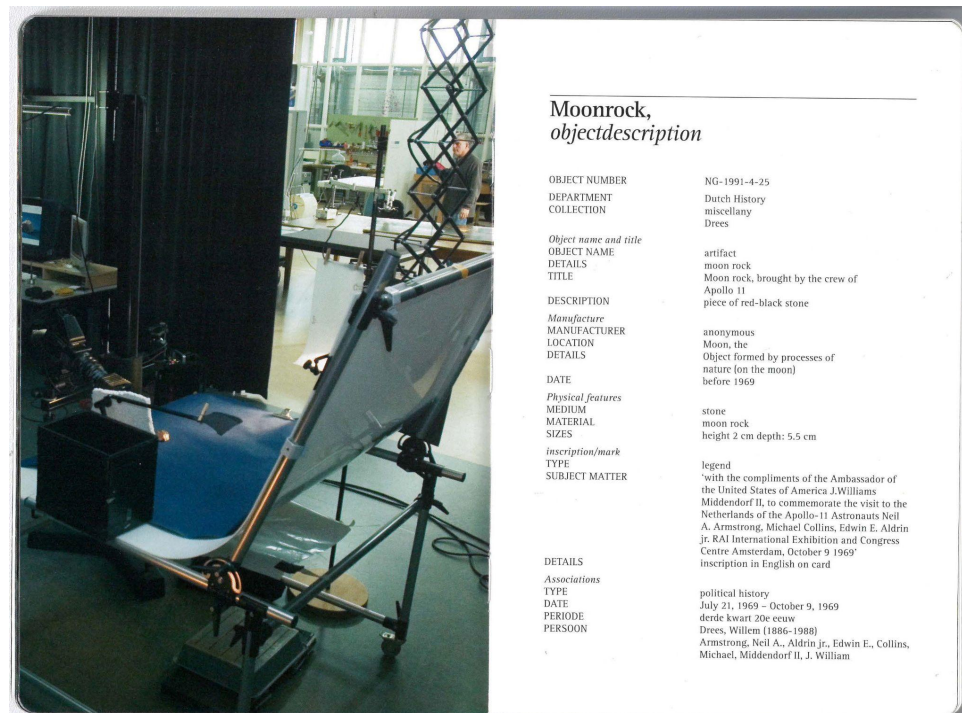 Moonrock,
objectdescription
OBJECT NUMBER NG-1991-4-25
DEPARTMENT Dutch History
COLLECTION miscellany
Drees
Object name and title
OBJECT NAME artifact
DETAILS moon rock
TITLE Moon rock, brought by the crew of
Apollo 11
DESCRIPTION piece of red-black stone
Manufacture
MANUFACTURER anonymous
LOCATION Moon, the
DETAILS Object formed by processes of
nature (on the moon)
DATE before 1969
Physical features
MEDIUM stone
MATERIAL moon rock
SIZES height 2 cm depth: 5.5 cm
inscription/mark
TYPE legend
SUBJECT MATTER 'with the compliments of the Ambassador of
the United States of America J.Williams
Middendorf II, to commemorate the visit to the
Netherlands of the Apollo-11 Astronauts Neil
A. Armstrong, Michael Collins, Edwin E. Aldrin
jr. RAI International Exhibition and Congress
Centre Amsterdam, October 9 1969'
DETAILS inscription in English on card
Associations
TYPE political history
DATE July 21, 1969 – October 9, 1969
PERIODE derde kwart 20e eeuw
PERSOON Drees, Willem (1886-1988)
Armstrong, Neil A., Aldrin jr., Edwin E., Collins,
Michael, Middendorf II, J. William